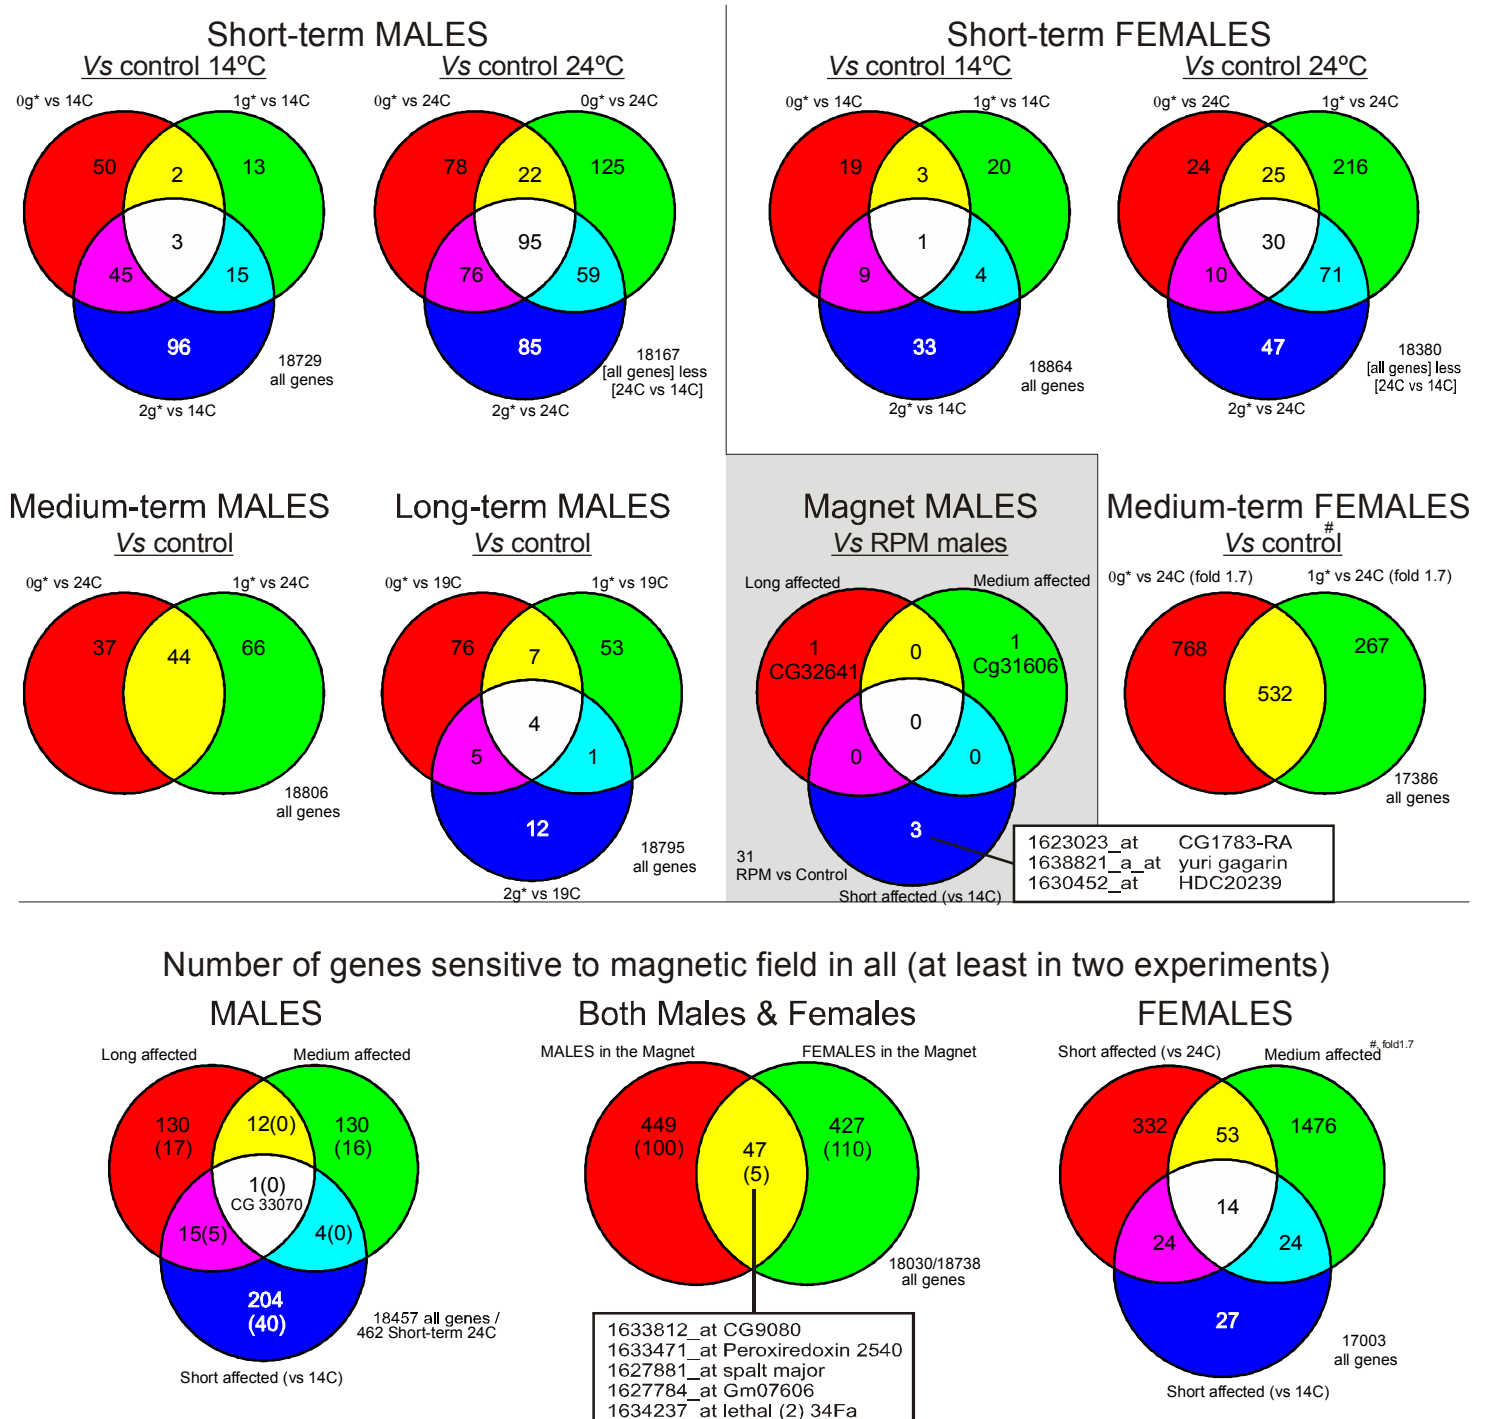 Short-term MALES
Vs control 14ºC
Vs control 24ºC
0g* vs 14C
1g* vs 14C
50
2
13
3
45
15
96
18729
all genes
2g* vs 14C
0g* vs 24C
0g* vs 24C
78
22
125
95
76
59
85
18167
[all genes] less
[24C vs 14C]
2g* vs 24C
Short-term FEMALES
Vs control 14ºC
Vs control 24ºC
0g* vs 14C
1g* vs 14C
19
3
20
1
9
4
33
18864
all genes
2g* vs 14C
0g* vs 24C
1g* vs 24C
24
25
216
30
10
71
47
18380
[all genes] less
[24C vs 14C]
2g* vs 24C
Medium-term MALES
Vs control
0g* vs 24C
1g* vs 24C
37
44
66
18806
all genes
Long-term MALES
Vs control
0g* vs 19C
1g* vs 19C
76
7
53
4
5
1
12
18795
all genes
2g* vs 19C
Magnet MALES
Vs RPM males
Long affected
Medium affected
1
CG32641
0
1
Cg31606
0
0
0
3
31
RPM vs Control
Short affected (vs 14C)
1623023_at CG1783-RA
1638821_a_at yuri gagarin
1630452_at HDC20239
Medium-term FEMALES
Vs control#
0g* vs 24C (fold 1.7)
1g* vs 24C (fold 1.7)
768
532
267
17386
all genes
Number of genes sensitive to magnetic field in all (at least in two experiments)
MALES
Long affected
Medium affected
130
(17)
12(0)
130
(16)
1(0)
CG 33070
15(5)
4(0)
204
(40)
18457 all genes /
462 Short-term 24C
Short affected (vs 14C)
Both Males & Females
MALES in the Magnet
FEMALES in the Magnet
449
(100)
47
(5)
427
(110)
18030/18738
all genes
1633812_at CG9080
1633471_at Peroxiredoxin 2540
1627881_at spalt major
1627784_at Gm07606
1634237_at lethal (2) 34Fa
FEMALES
Short affected (vs 24C)
Medium affected #, fold1.7
332
53
1476
14
24
24
27
17003
all genes
Short affected (vs 14C)